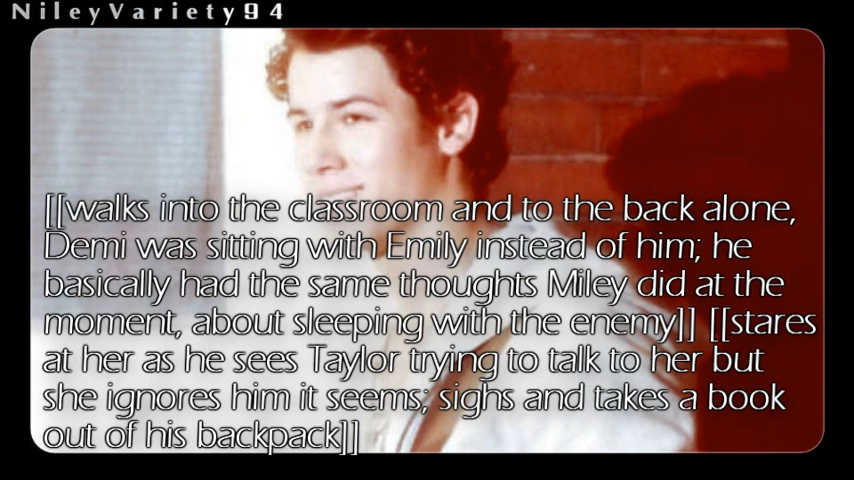 NileyVariety94
[[walks into the classroom and to the back alone,
Demi was sitting with Emily instead of him; he
basically had the same thoughts Miley did at the
moment, about sleeping with the enemy]] [[stares
at her as he sees Taylor trying to talk to her but
she ignores him it seems; sighs and takes a book
out of his backpack]]